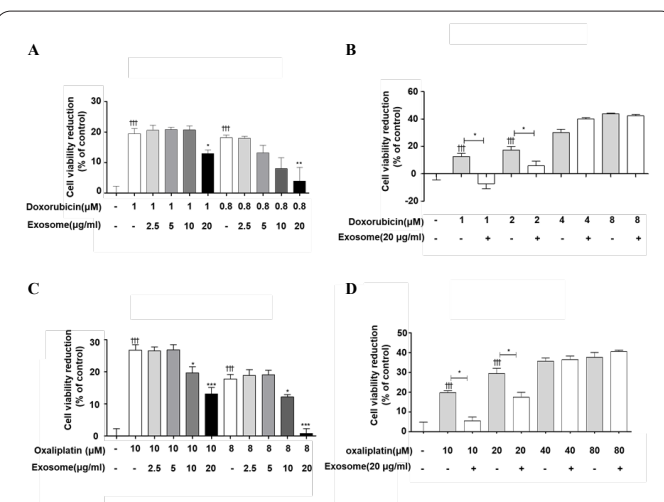 A
Cell viability reduction
(% of control)
30
20
10
0
††† * ††† **
Doxorubicin(μM) - 1 1 1 1 1 0.8 0.8 0.8 0.8 0.8
Exosome(μg/ml) - - 2.5 5 10 20 - 2.5 5 10 20
B
Cell viability reduction
(% of control)
60
40
20
0
-20
††† * ††† *
Doxorubicin(μM) - 1 1 2 2 4 4 8 8
Exosome(20 μg/ml) - - + - + - + - +
C
Cell viability reduction
(% of control)
30
20
10
0
††† * *** ††† * ***
Oxaliplatin (μM) - 10 10 10 10 10 8 8 8 8 8
Exosome(μg/ml) - - 2.5 5 10 20 - 2.5 5 10 20
D
Cell viability reduction
(% of control)
50
40
30
20
10
0
††† * ††† *
oxaliplatin(μM) - 10 10 20 20 40 40 80 80
Exosome(20 μg/ml) - - + - + - + - +